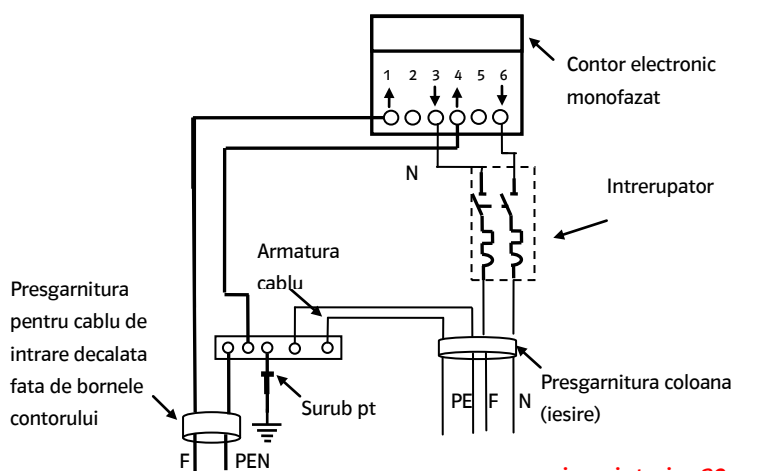 1 2 3 4 5 6
Contor electronic
monofazat
N
Intrerupator
Armatura
cablu
Presgarnitura
pentru cablu de
intrare decalata
fata de bornele
contorului
Surub pt
Presgarnitura coloana
(iesire)
PE F N
F PEN